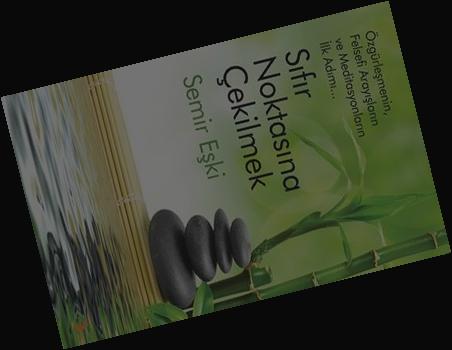 Özgürleşmenin,
Felsefi Arayışların
ve Meditasyonların
İlk Adımı...
Sıfır
Noktasına
Çekilmek
Semir Eşki